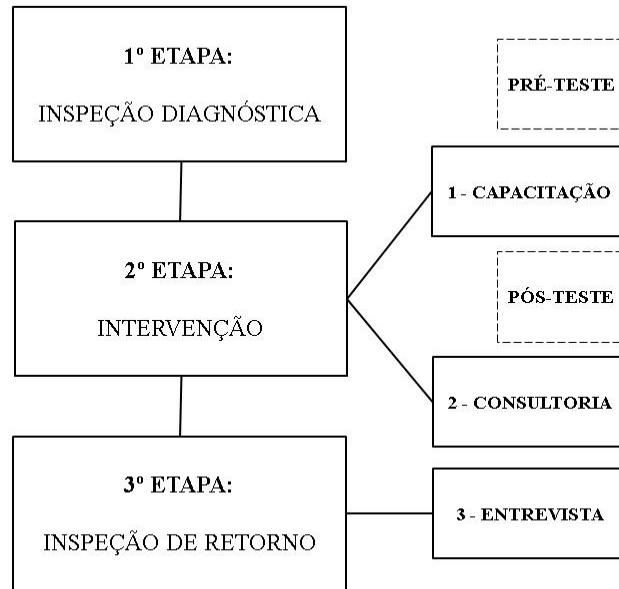 1º ETAPA:
INSPEÇÃO DIAGNÓSTICA
PRÉ-TESTE
1 - CAPACITAÇÃO
2º ETAPA:
INTERVENÇÃO
PÓS-TESTE
2 - CONSULTORIA
3º ETAPA:
INSPEÇÃO DE RETORNO
3 - ENTREVISTA